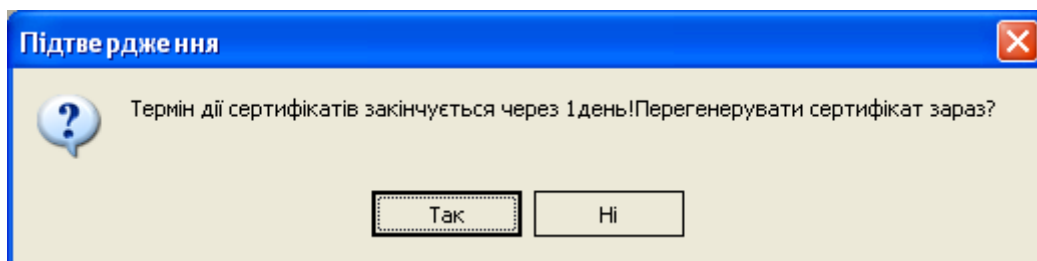 Підтвердження
Термін дії сертифікатів закінчується через 1день!Перегенерувати сертифікат зараз?
Так
Ні